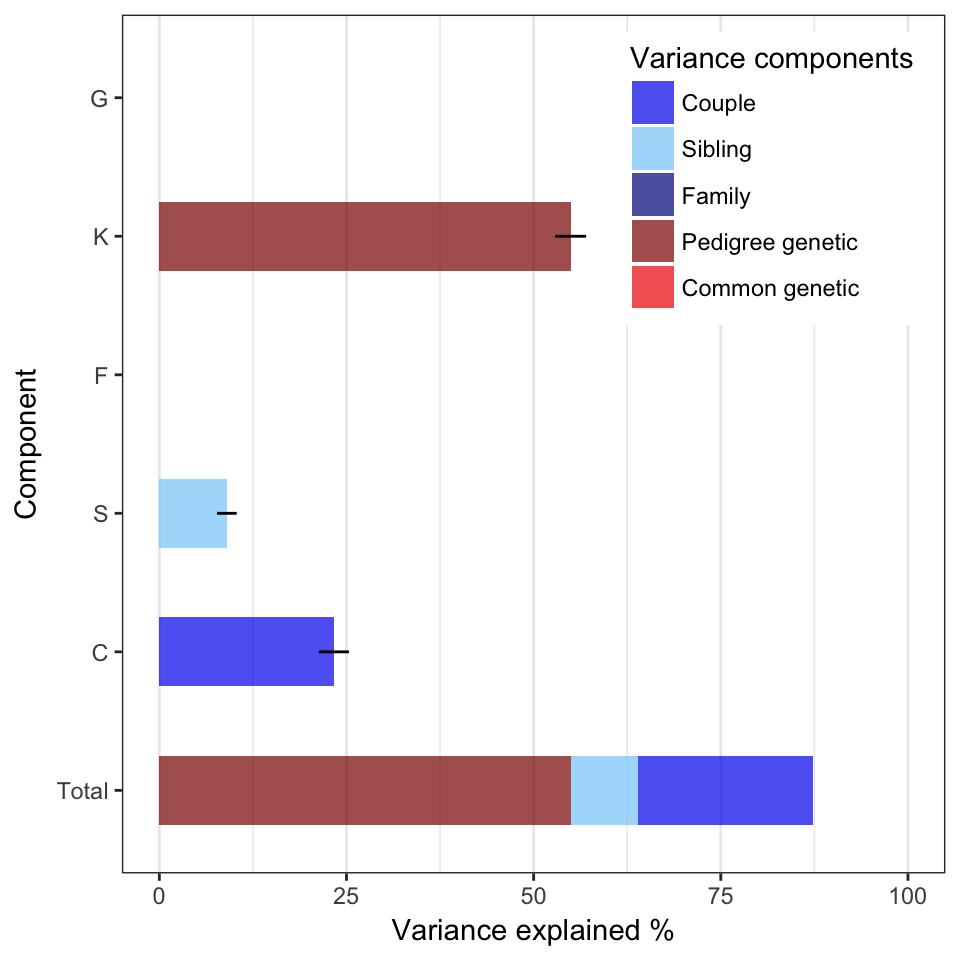 Variance components
Couple
Sibling
Family
Pedigree genetic
Common genetic
Component
G
K
F
S
C
Total
0 25 50 75 100
Variance explained %